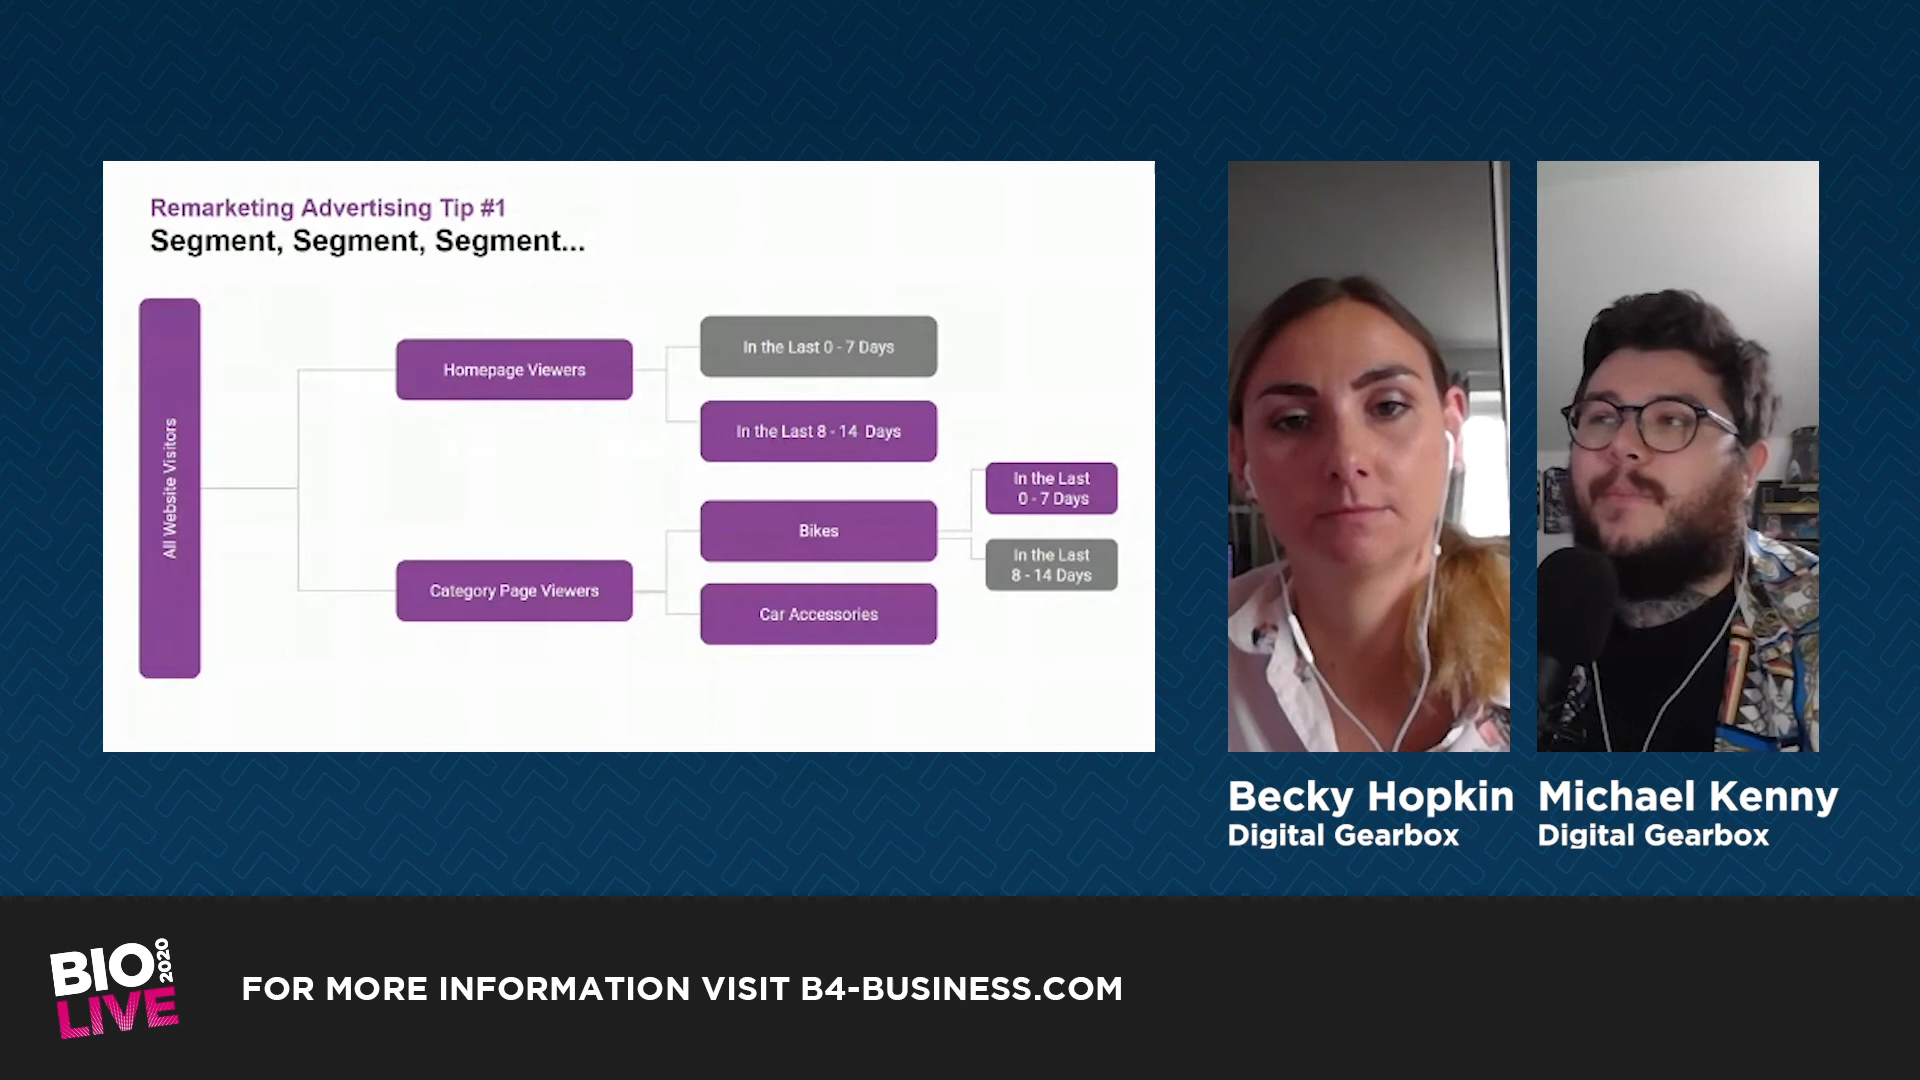 Remarketing Advertising Tip #1
Segment, Segment, Segment...
All Website Visitors
Homepage Viewers
In the Last 0 - 7 Days
In the Last 8 - 14 Days
Category Page Viewers
Bikes
In the Last
0 - 7 Days
In the Last
8 - 14 Days
Car Accessories
Becky Hopkin
Digital Gearbox
Michael Kenny
Digital Gearbox
BIO 2020
LIVE
FOR MORE INFORMATION VISIT B4-BUSINESS.COM